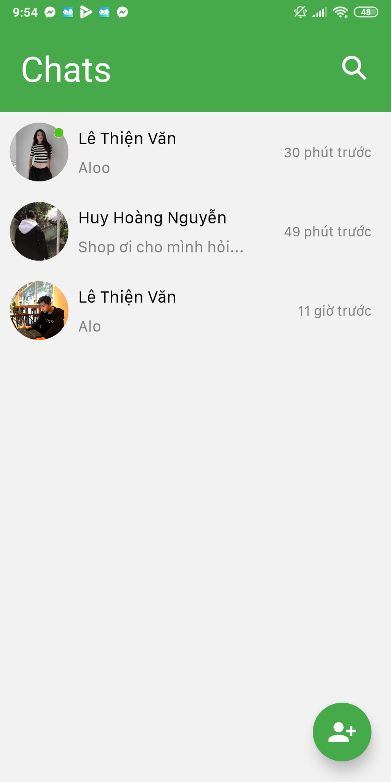 9:54 48
Chats
Lê Thiện Văn
Aloo
30 phút trước
Huy Hoàng Nguyễn
Shop ơi cho mình hỏi...
49 phút trước
Lê Thiện Văn
Alo
11 giờ trước